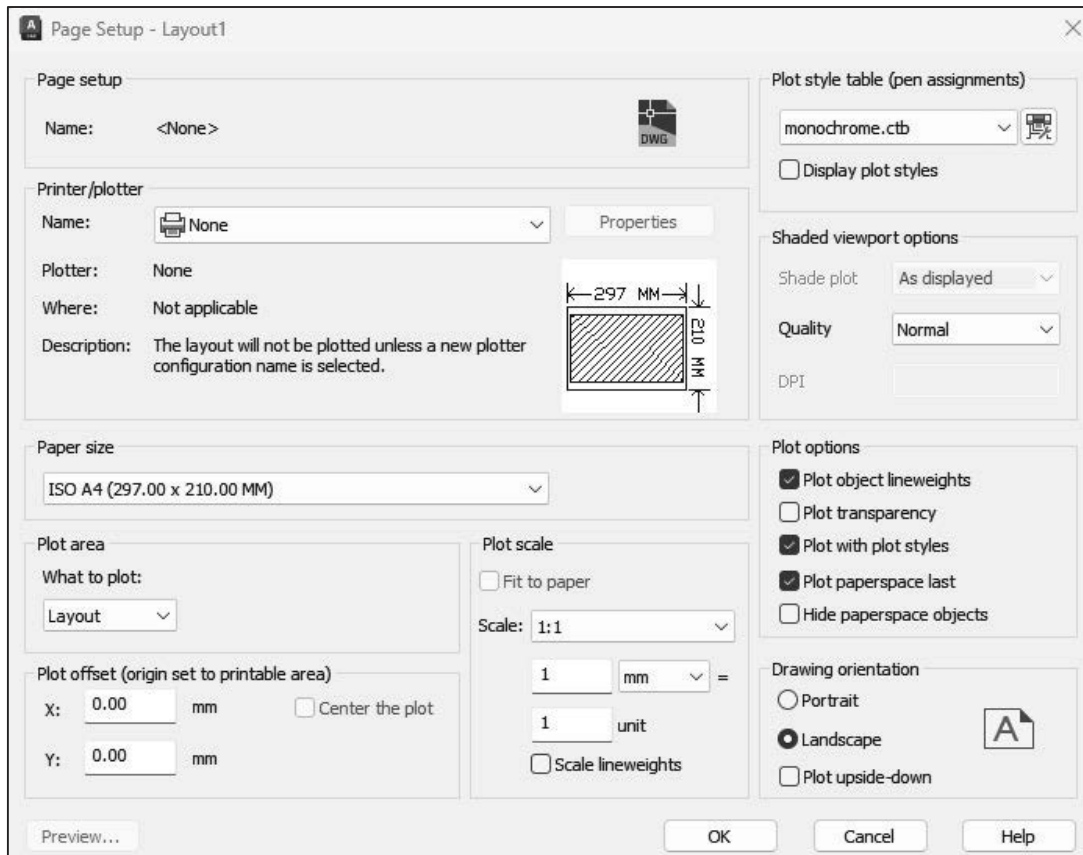 Page Setup - Layout1
Page setup
Name: <None>
DWG
Printer/plotter
Name: None
Properties
Plotter: None
Where: Not applicable
Description: The layout will not be plotted unless a new plotter
configuration name is selected.
297 MM
210 MM
Paper size
ISO A4 (297.00 x 210.00 MM)
Plot area
What to plot:
Layout
Plot offset (origin set to printable area)
X: 0.00 mm
Center the plot
Y: 0.00 mm
Plot scale
Fit to paper
Scale: 1:1
1 mm =
1 unit
Scale lineweights
Plot style table (pen assignments)
monochrome.ctb
Display plot styles
Shaded viewport options
Shade plot As displayed
Quality Normal
DPI
Plot options
Plot object lineweights
Plot transparency
Plot with plot styles
Plot paperspace last
Hide paperspace objects
Drawing orientation
Portrait
Landscape
A
Plot upside-down
Preview...
OK
Cancel
Help